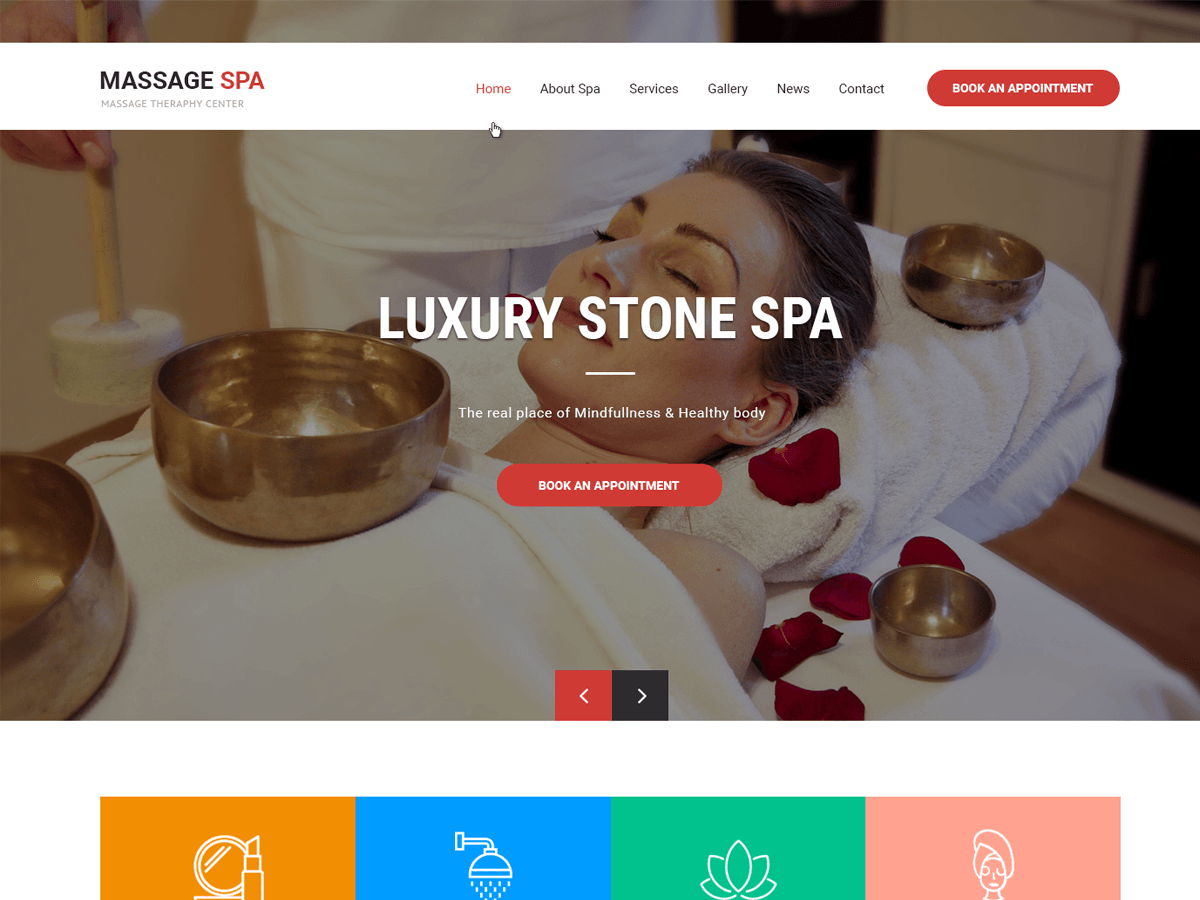 MASSAGE SPA
MASSAGE THERAPHY CENTER
Home About Spa Services Gallery News Contact BOOK AN APPOINTMENT
LUXURY STONE SPA
The real place of Mindfullness & Healthy body
BOOK AN APPOINTMENT